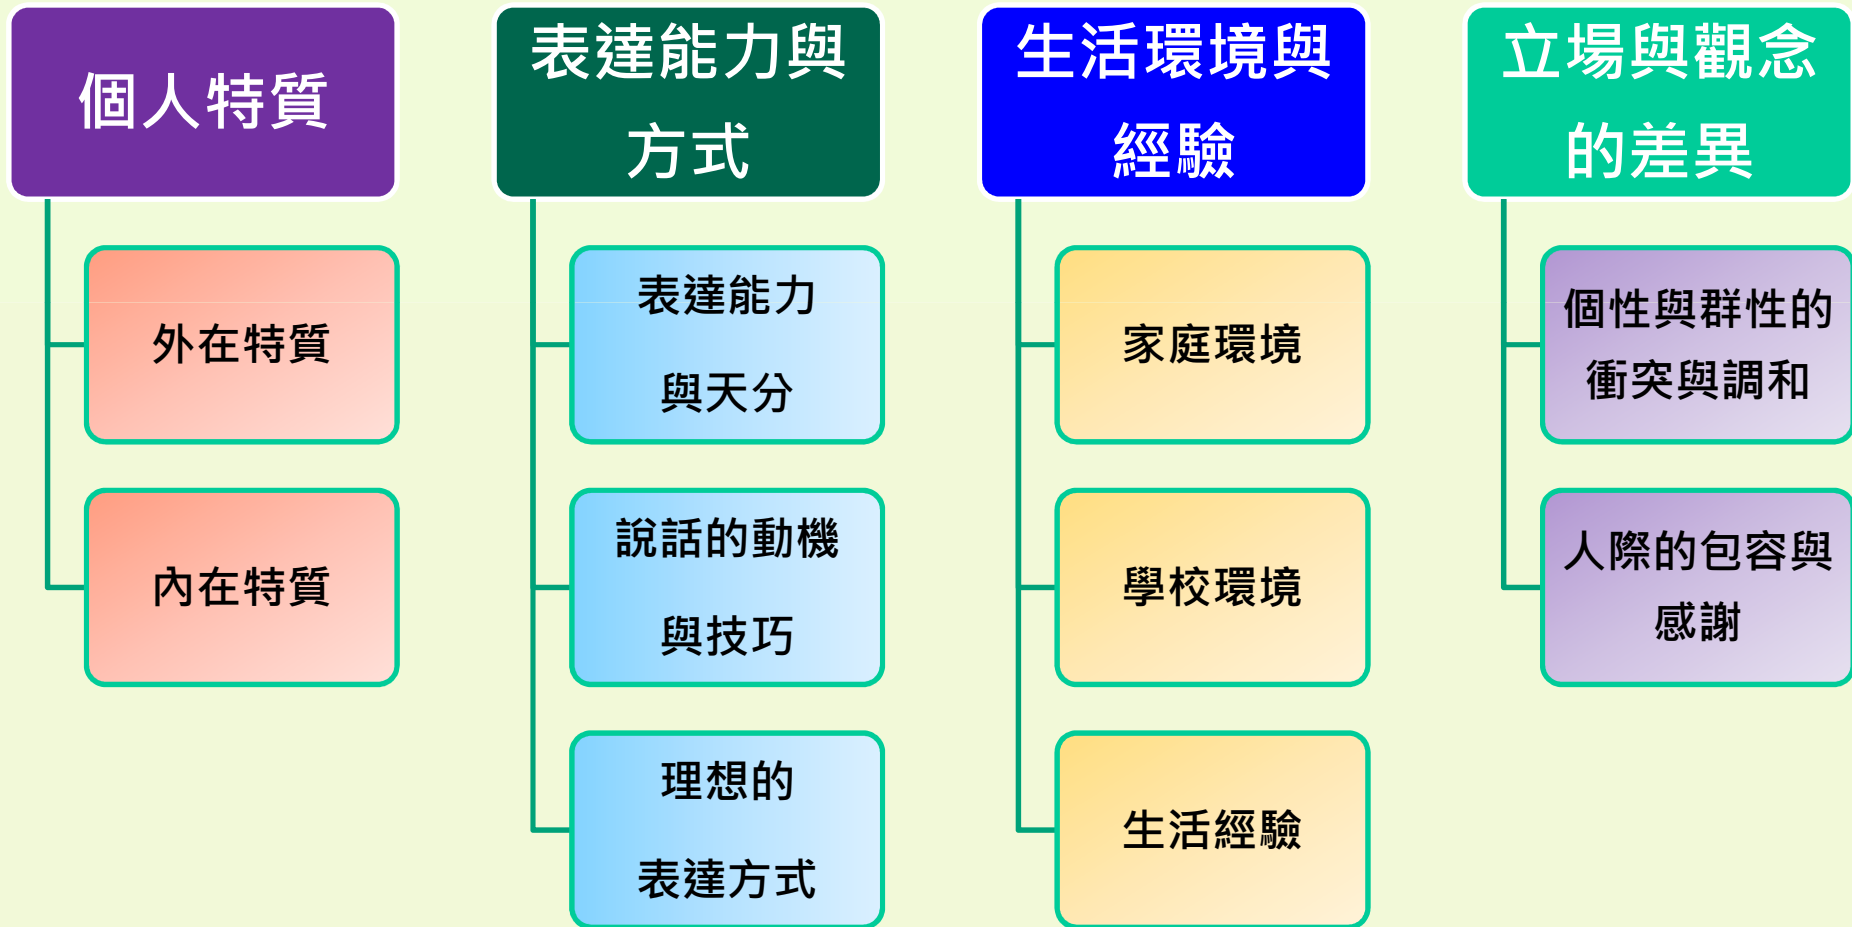 個人特質
外在特質
內在特質
表達能力與
方式
表達能力
與天分
說話的動機
與技巧
理想的
表達方式
生活環境與
經驗
家庭環境
學校環境
生活經驗
立場與觀念
的差異
個性與群性的
衝突與調和
人際的包容與
感謝